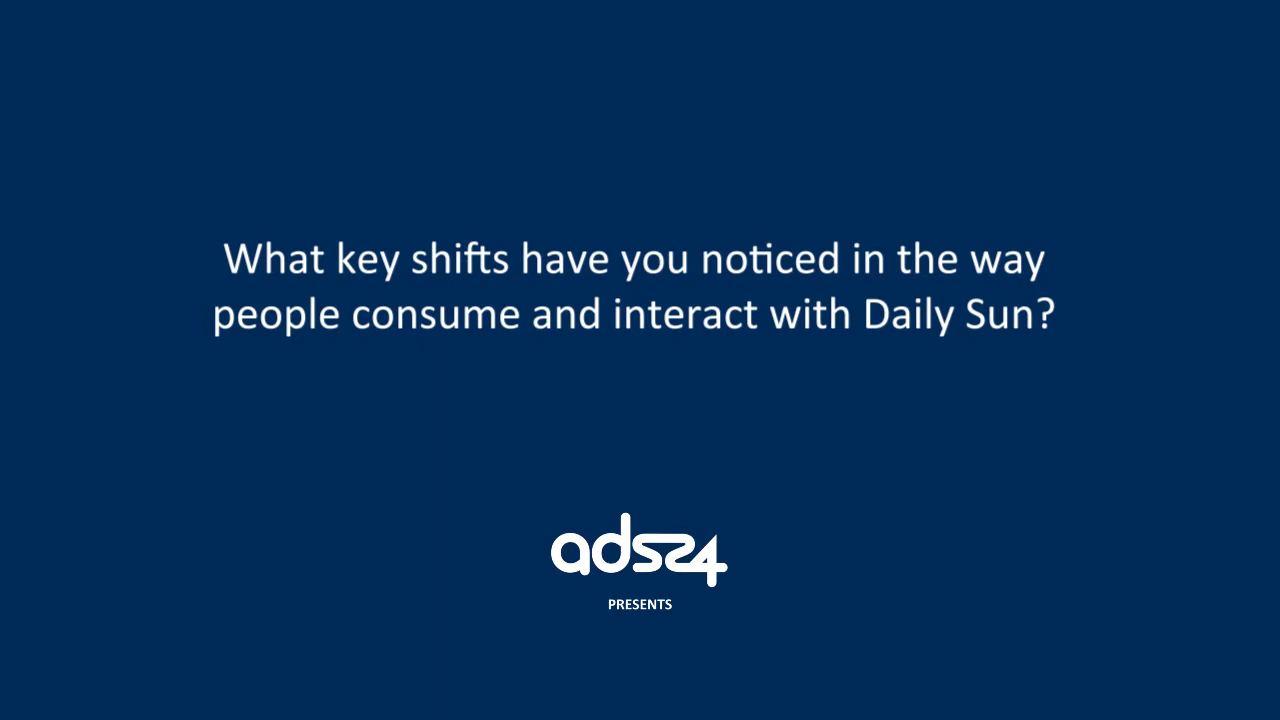 What key shifts have you noticed in the way
people consume and interact with Daily Sun?
ads24
PRESENTS